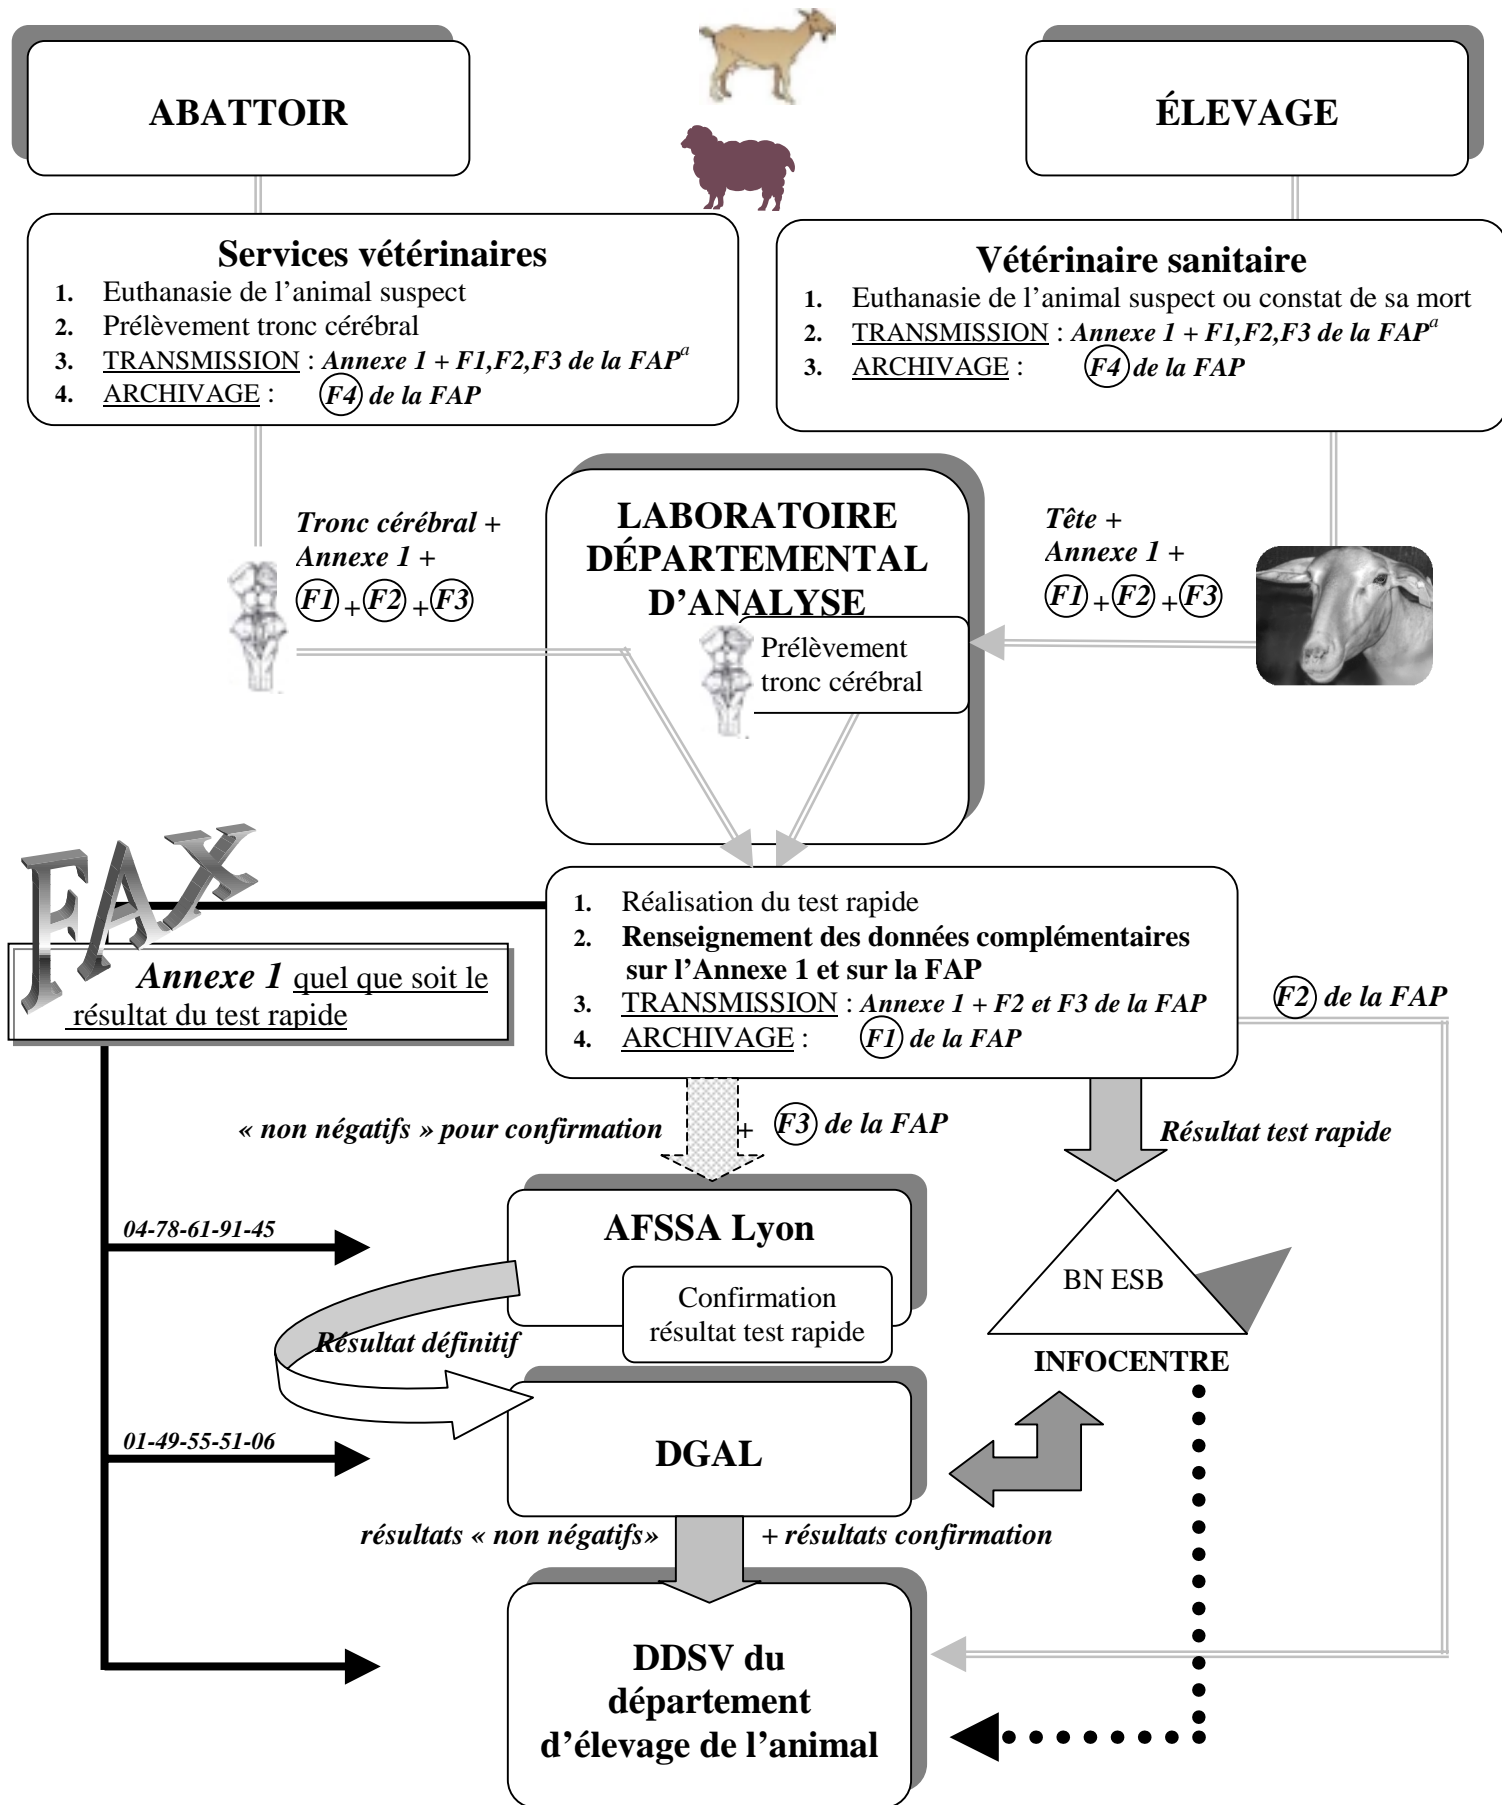 ABATTOIR
ÉLEVAGE
Services vétérinaires
1. Euthanasie de l’animal suspect
2. Prélèvement tronc cérébral
3. TRANSMISSION : Annexe 1 + F1,F2,F3 de la FAPa
4. ARCHIVAGE : F4 de la FAP
Vétérinaire sanitaire
1. Euthanasie de l’animal suspect ou constat de sa mort
2. TRANSMISSION : Annexe 1 + F1,F2,F3 de la FAPa
3. ARCHIVAGE : F4 de la FAP
Tronc cérébral +
Annexe 1 +
F1 + F2 + F3
LABORATOIRE
DÉPARTEMENTAL
D’ANALYSE
Prélèvement
tronc cérébral
Tête +
Annexe 1 +
F1 + F2 + F3
FAX
Annexe 1 quel que soit le
résultat du test rapide
1. Réalisation du test rapide
2. Renseignement des données complémentaires
sur l’Annexe 1 et sur la FAP
3. TRANSMISSION : Annexe 1 + F2 et F3 de la FAP
4. ARCHIVAGE : F1 de la FAP
F2 de la FAP
« non négatifs » pour confirmation
+ F3 de la FAP
Résultat test rapide
04-78-61-91-45
AFSSA Lyon
Confirmation
résultat test rapide
BN ESB
INFOCENTRE
Résultat définitif
01-49-55-51-06
DGAL
résultats « non négatifs»
+ résultats confirmation
DDSV du
département
d’élevage de l’animal